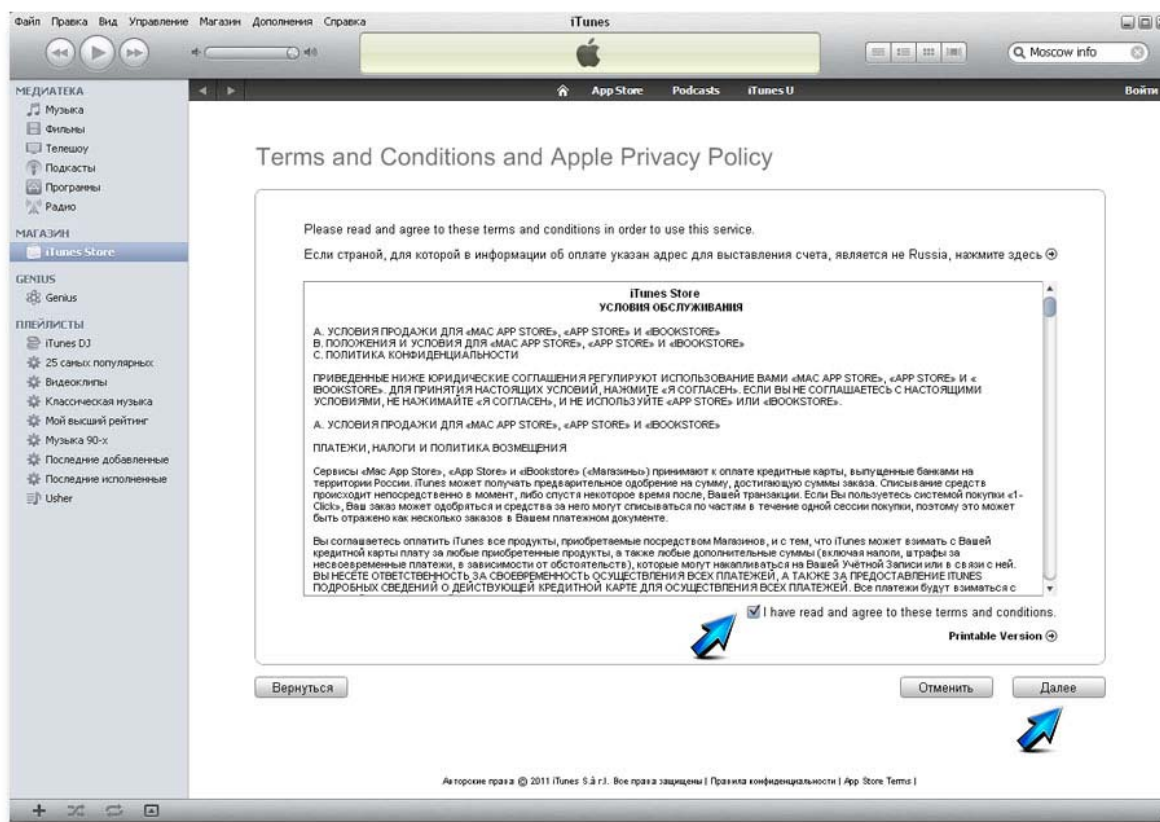 Файл Правка Вид Управление Магазин Дополнения Справка
iTunes
Moscow info
МЕДИАТЕКА
Музыка
Фильмы
Телешоу
Подкасты
Программы
Радио
МАГАЗИН
iTunes Store
GENIUS
Genius
ПЛЕЙЛИСТЫ
iTunes DJ
25 самых популярных
Видеоклипы
Классическая музыка
Мой высший рейтинг
Музыка 90-х
Последние добавленные
Последние исполненные
Usher
App Store Podcasts iTunes U
Войти
Terms and Conditions and Apple Privacy Policy
Please read and agree to these terms and conditions in order to use this service.
Если страной, для которой в информации об оплате указан адрес для выставления счета, является не Russia, нажмите здесь
iTunes Store
УСЛОВИЯ ОБСЛУЖИВАНИЯ
A. УСЛОВИЯ ПРОДАЖИ ДЛЯ «MAC APP STORE», «APP STORE» И «IBOOKSTORE»
B. ПОЛОЖЕНИЯ И УСЛОВИЯ ДЛЯ «MAC APP STORE», «APP STORE» И «IBOOKSTORE»
C. ПОЛИТИКА КОНФИДЕНЦИАЛЬНОСТИ
ПРИВЕДЕННЫЕ НИЖЕ ЮРИДИЧЕСКИЕ СОГЛАШЕНИЯ РЕГУЛИРУЮТ ИСПОЛЬЗОВАНИЕ ВАМИ «MAC APP STORE», «APP STORE» И «
IBOOKSTORE». ДЛЯ ПРИНЯТИЯ НАСТОЯЩИХ УСЛОВИЙ, НАЖМИТЕ «Я СОГЛАСЕН». ЕСЛИ ВЫ НЕ СОГЛАШАЕТЕСЬ С НАСТОЯЩИМИ
УСЛОВИЯМИ, НЕ НАЖИМАЙТЕ «Я СОГЛАСЕН», И НЕ ИСПОЛЬЗУЙТЕ «APP STORE» ИЛИ «IBOOKSTORE».
A. УСЛОВИЯ ПРОДАЖИ ДЛЯ «MAC APP STORE», «APP STORE» И «IBOOKSTORE»
ПЛАТЕЖИ, НАЛОГИ И ПОЛИТИКА ВОЗМЕЩЕНИЯ
Сервисы «Mac App Store», «App Store» и «iBookstore» («Магазины») принимают к оплате кредитные карты, выпущенные банками на
территории России. iTunes может получать предварительное одобрение на сумму, достигающую суммы заказа. Списывание средств
происходит непосредственно в момент, либо спустя некоторое время после, Вашей транзакции. Если Вы пользуетесь системой покупки «1-
Click», Ваш заказ может одобряться и средства за него могут списываться по частям в течение одной сессии покупки, поэтому это может
быть отражено как несколько заказов в Вашем платежном документе.
Вы соглашаетесь оплатить iTunes все продукты, приобретаемые посредством Магазинов, и с тем, что iTunes может взимать с Вашей
кредитной карты плату за любые приобретенные продукты, а также любые дополнительные суммы (включая налоги, штрафы за
несвоевременные платежи, в зависимости от обстоятельств), которые могут накапливаться на Вашей Учётной Записи или в связи с ней.
ВЫ НЕСЁТЕ ОТВЕТСТВЕННОСТЬ ЗА СВОЕВРЕМЕННОСТЬ ОСУЩЕСТВЛЕНИЯ ВСЕХ ПЛАТЕЖЕЙ, А ТАКЖЕ ЗА ПРЕДОСТАВЛЕНИЕ ITUNES
ПОДРОБНЫХ СВЕДЕНИЙ О ДЕЙСТВУЮЩЕЙ КРЕДИТНОЙ КАРТЕ ДЛЯ ОСУЩЕСТВЛЕНИЯ ВСЕХ ПЛАТЕЖЕЙ. Все платежи будут взиматься с
I have read and agree to these terms and conditions.
Printable Version
Вернуться Отменить Далее
Авторские права © 2011 iTunes S.à r.l. Все права защищены | Правила конфиденциальности | App Store Terms |